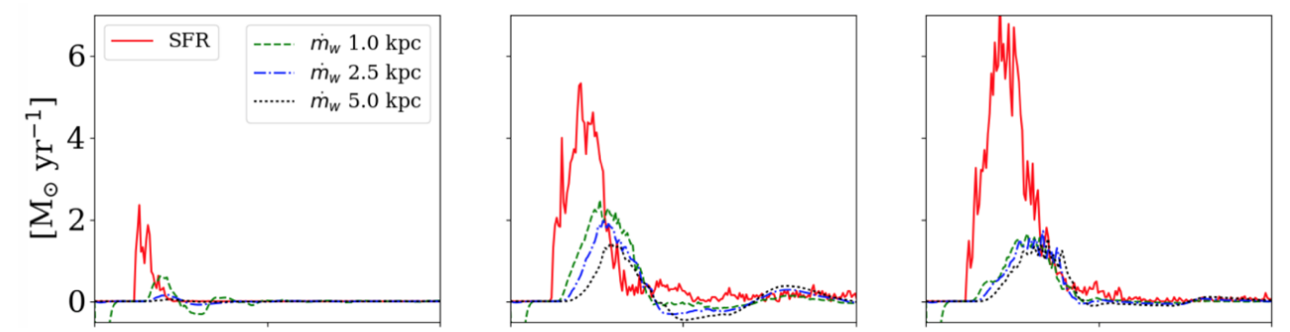 SFR
ṁw 1.0 kpc
ṁw 2.5 kpc
ṁw 5.0 kpc
[M⊙ yr⁻¹]
6
4
2
0